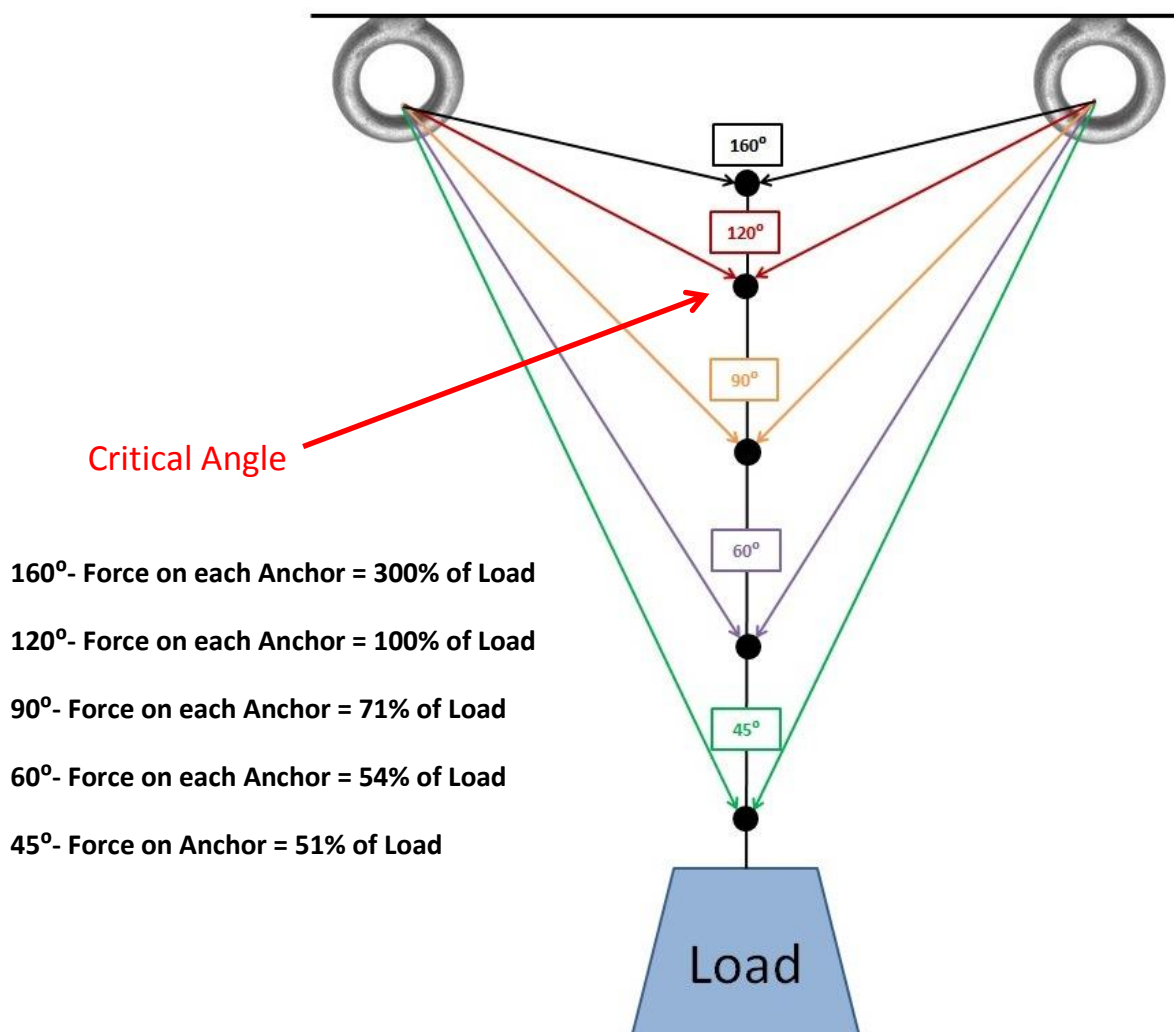 160°
120°
90°
Critical Angle
60°
160°- Force on each Anchor = 300% of Load
120°- Force on each Anchor = 100% of Load
90°- Force on each Anchor = 71% of Load
45°
60°- Force on each Anchor = 54% of Load
45°- Force on Anchor = 51% of Load
Load